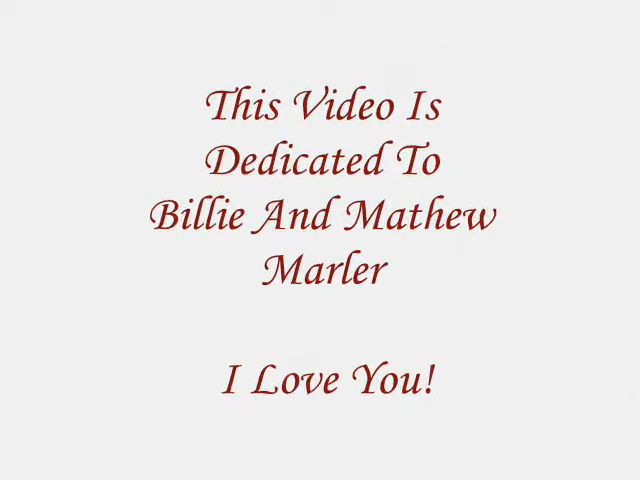 This Video Is
Dedicated To
Billie And Mathew
Marler
I Love You!